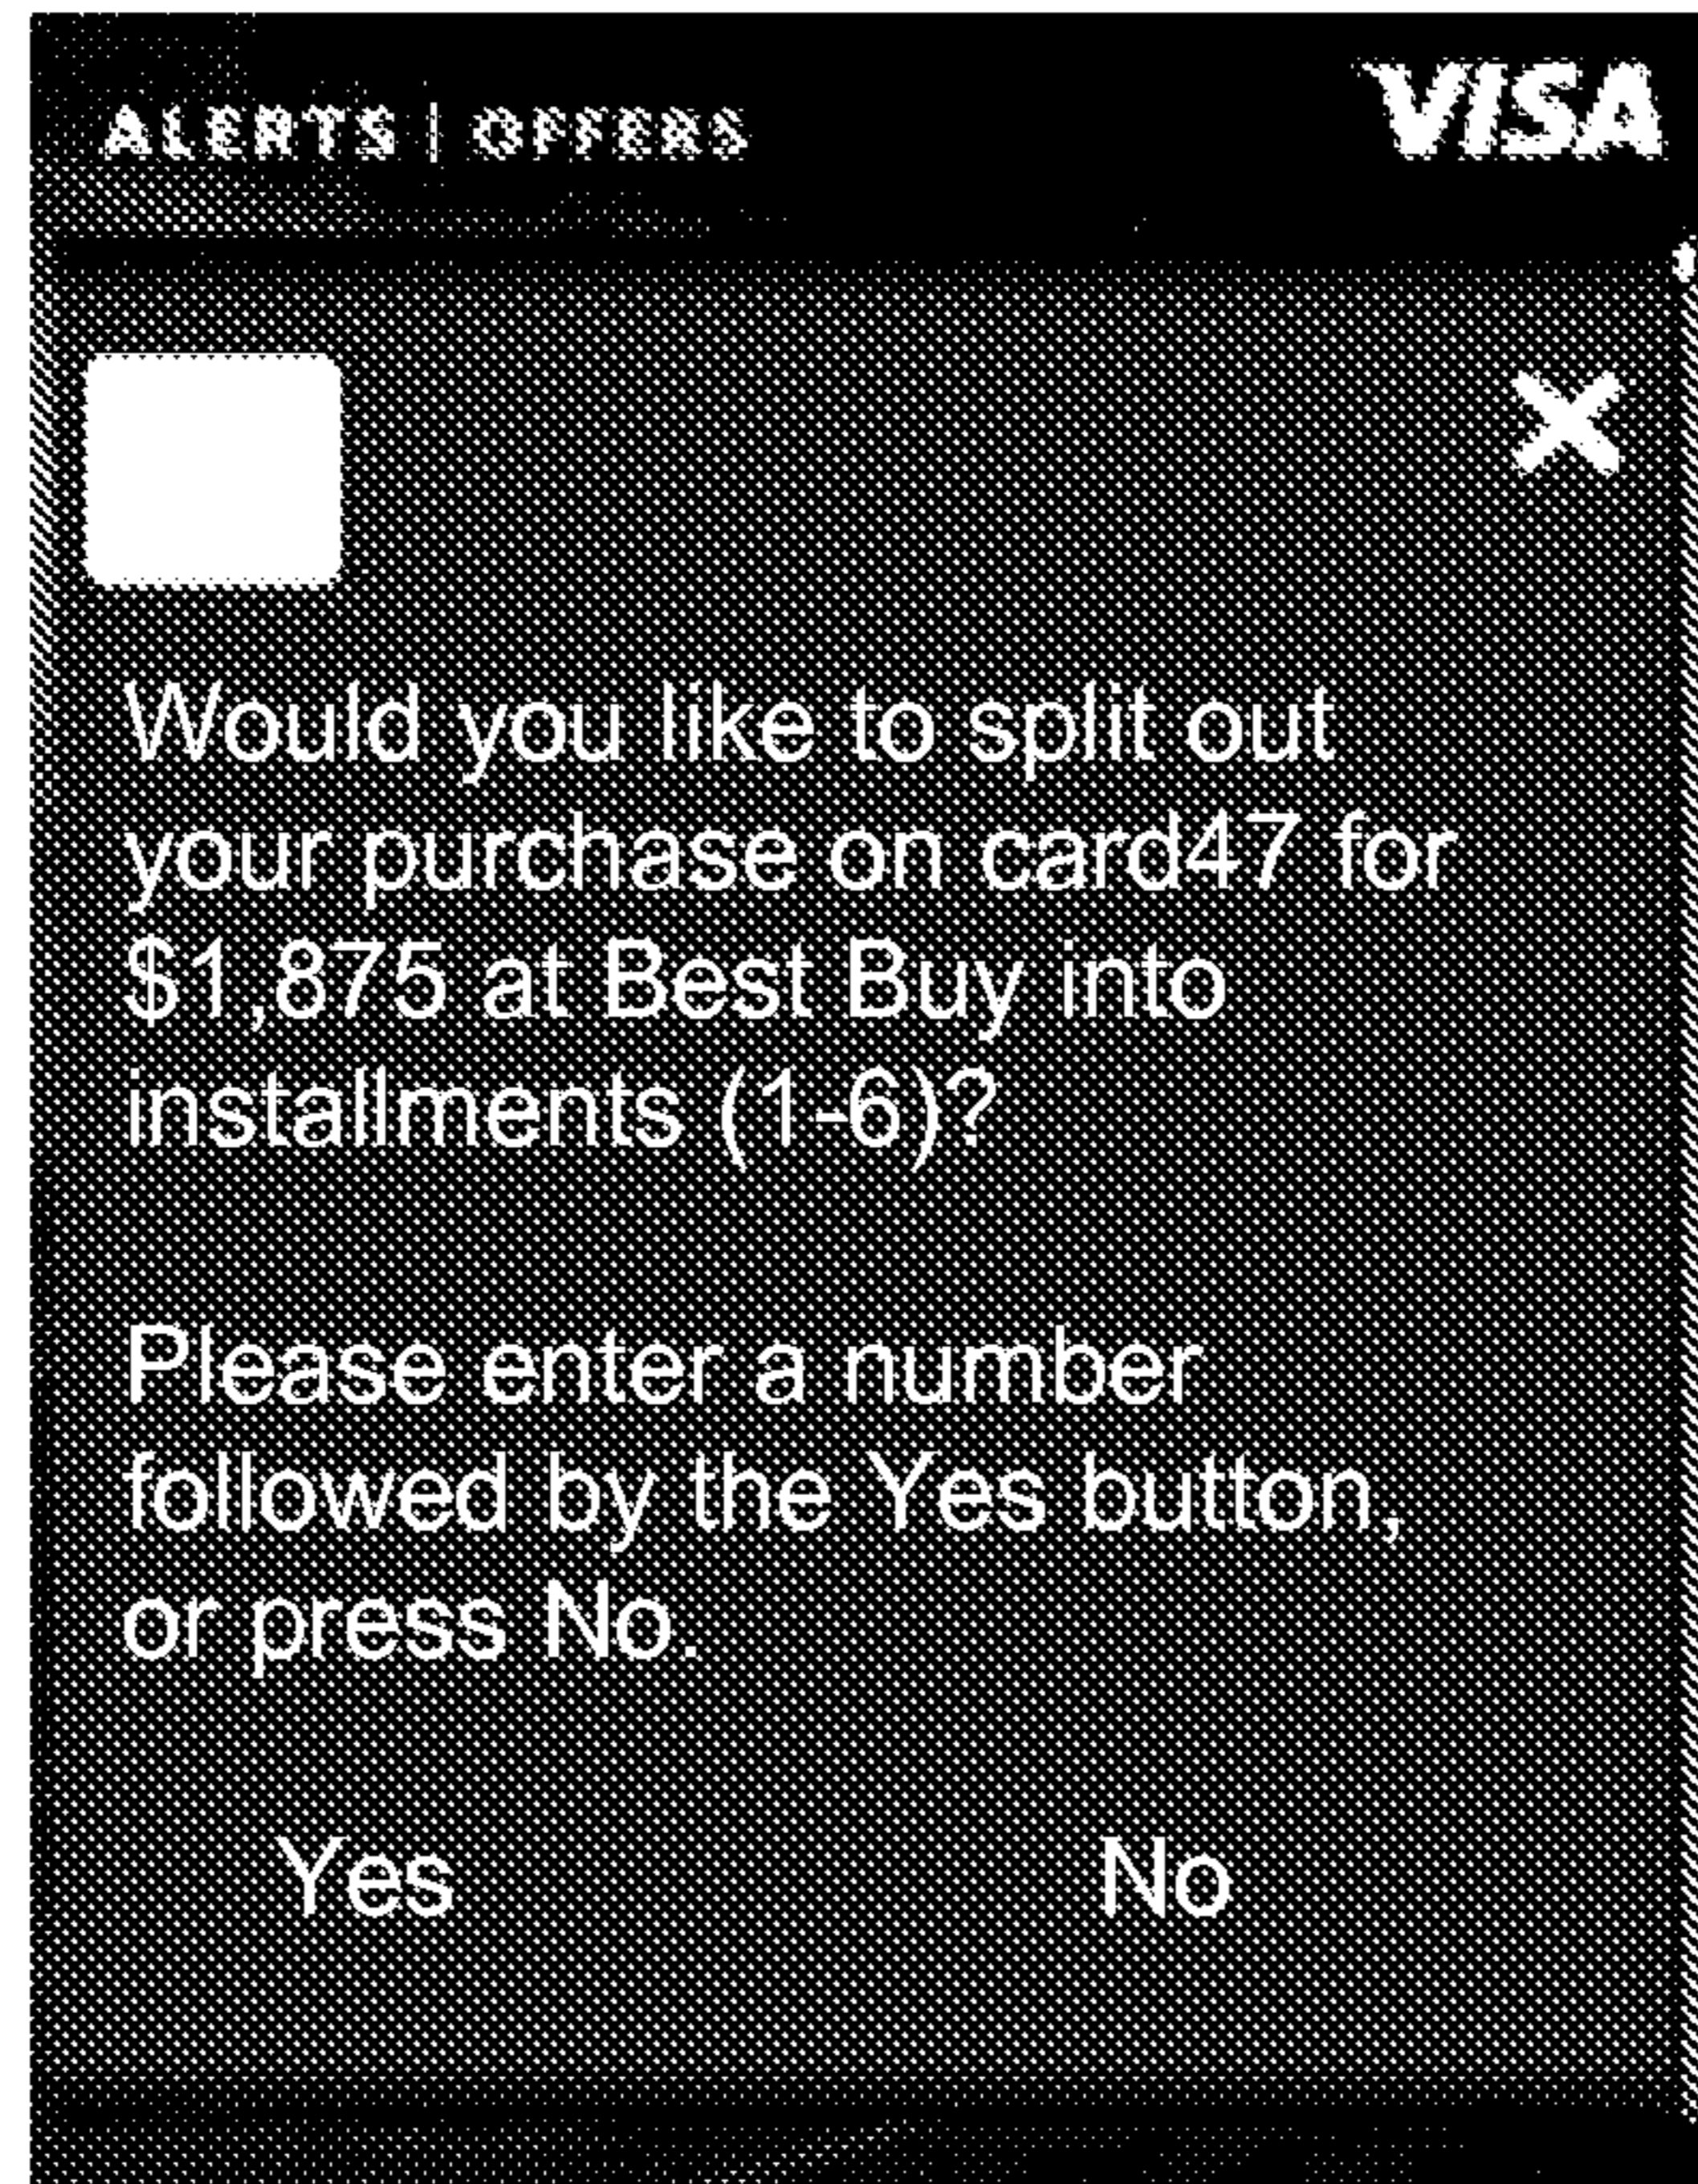 ALERTS | OFFERS
VISA
Would you like to split out
your purchase on card47 for
$1,875 at Best Buy into
installments (1-6)?
Please enter a number
followed by the Yes button,
or press No.
Yes No